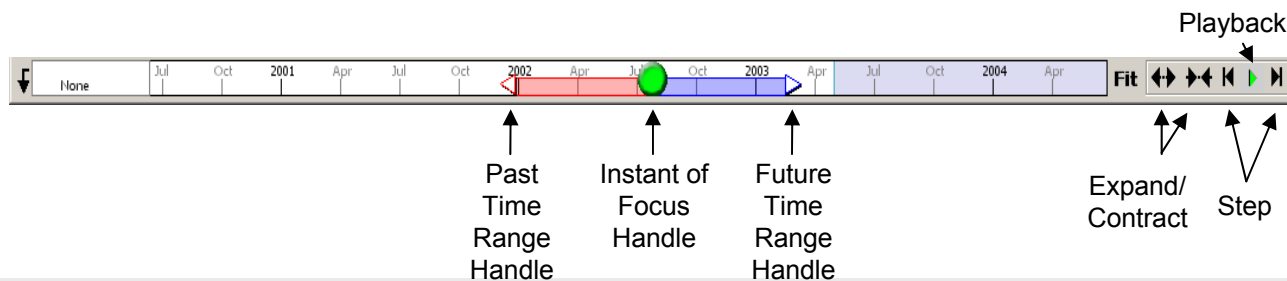 Playback
None Jul Oct 2001 Apr Jul Oct 2002 Apr Jul Oct 2003 Apr Jul Oct 2004 Apr Fit
Past
Time
Range
Handle
Instant of
Focus
Handle
Future
Time
Range
Handle
Expand/
Contract
Step